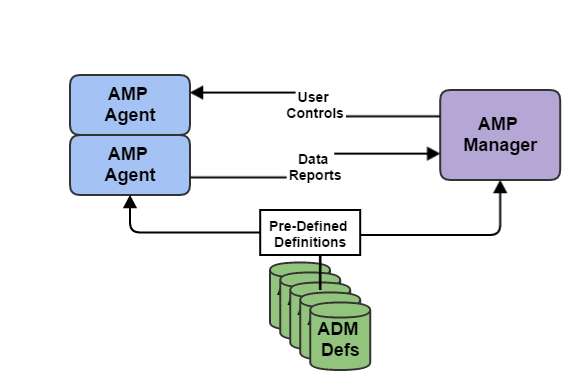 AMP
Agent
User
Controls
AMP
Manager
AMP
Agent
Data
Reports
Pre-Defined
Definitions
ADM
Defs